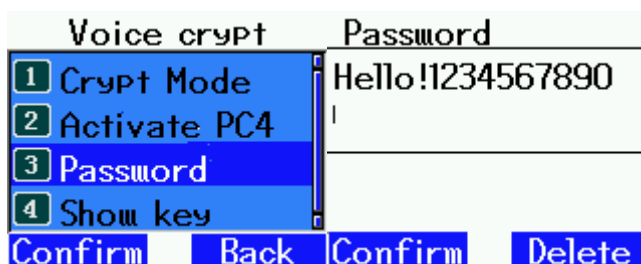 Voice crypt
1 Crypt Mode
2 Activate PC4
3 Password
4 Show key
Confirm Back
Password
Hello!1234567890
Confirm Delete